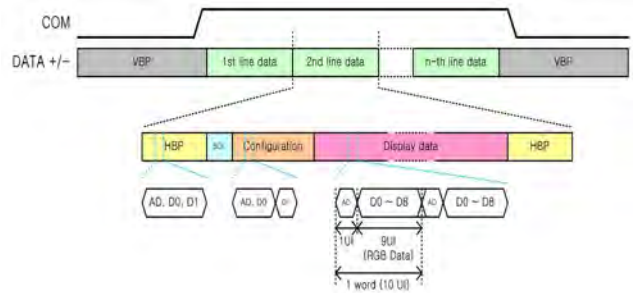 COM
DATA +/-
VBP
1st line data
2nd line data
n-th line data
VBP
HBP
SOL
Configuration
Display data
HBP
AD, D0, D1
AD, D0
D1
AD
D0 ~ D8
AD
D0 ~ D8
1UI
9UI
(RGB Data)
1 word (10 UI)